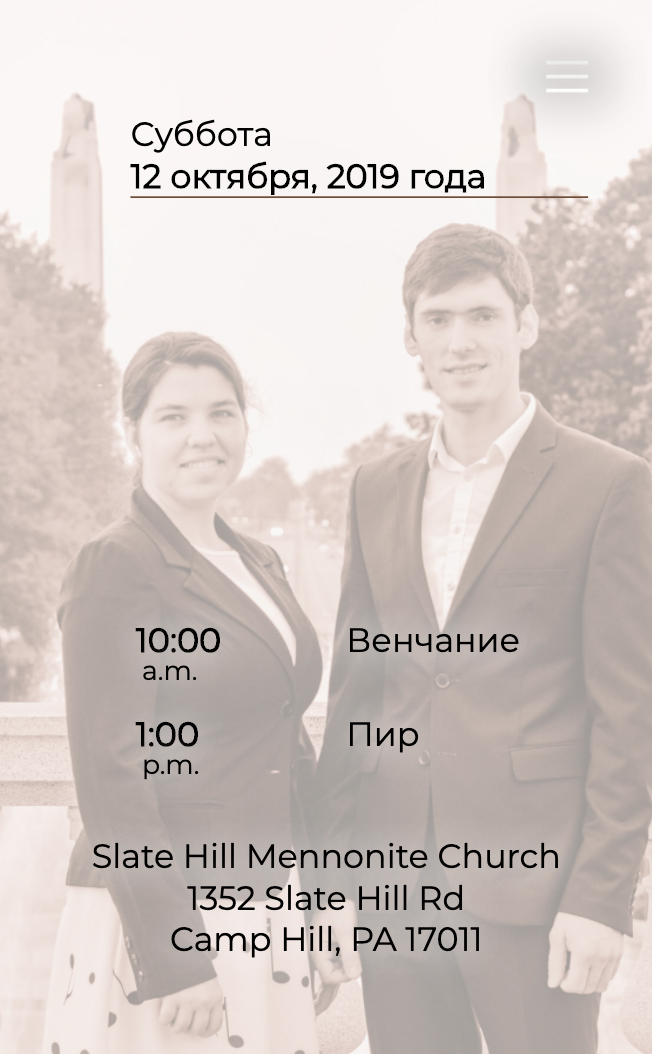 Суббота
12 октября, 2019 года
10:00 Венчание
a.m.
1:00 Пир
p.m.
Slate Hill Mennonite Church
1352 Slate Hill Rd
Camp Hill, PA 17011